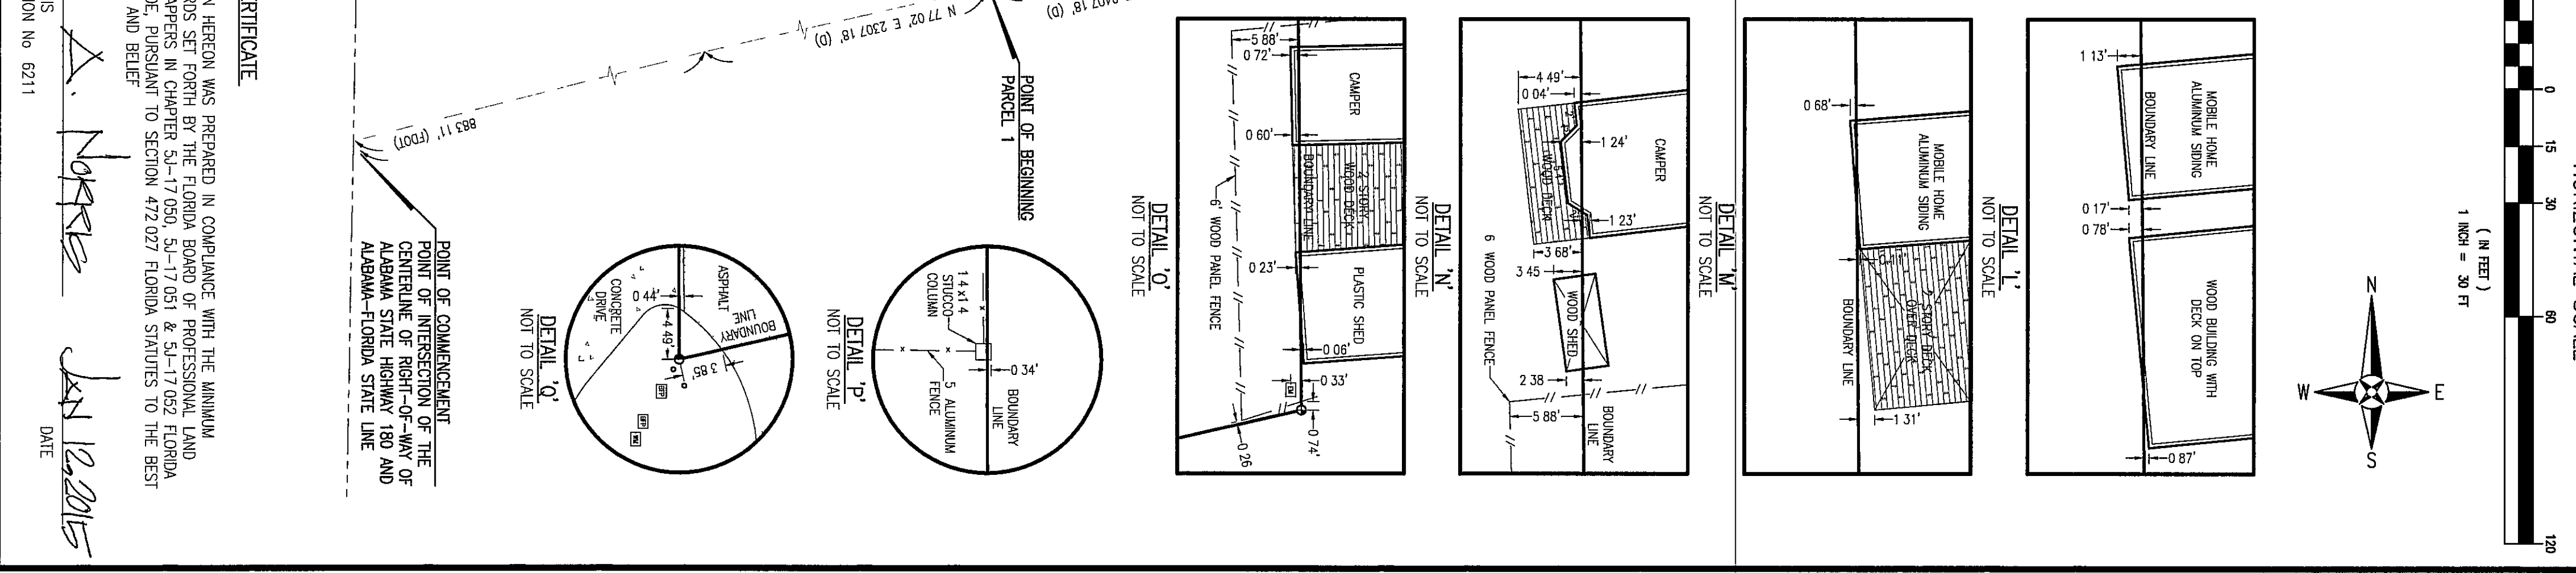 HORIZONTAL SCALE
0
15
30
60
120
( IN FEET )
1 INCH = 30 FT
N
W
E
S
1 13'
MOBILE HOME
ALUMINUM SIDING
BOUNDARY LINE
0 17'
0 78'
WOOD BUILDING WITH
DECK ON TOP
0 87'
DETAIL 'L'
NOT TO SCALE
0 68'
MOBILE HOME
ALUMINUM SIDING
0 11'
2 STORY DECK
OVER DECK
BOUNDARY LINE
1 31'
DETAIL 'M'
NOT TO SCALE
4 49'
0 04'
CAMPER
1 24'
WOOD DECK
1 23'
3 68'
3 45
WOOD SHED
6 WOOD PANEL FENCE
2 38
5 88'
BOUNDARY
LINE
DETAIL 'N'
NOT TO SCALE
5 88'
0 72'
CAMPER
0 60'
2 STORY
WOOD DECK
BOUNDARY LINE
6' WOOD PANEL FENCE
0 23'
PLASTIC SHED
0 06'
0 33'
EM
0 74'
0 26
DETAIL 'O'
NOT TO SCALE
BOUNDARY
LINE
0 34'
14x14
STUCCO
COLUMN
5 ALUMINUM
FENCE
DETAIL 'P'
NOT TO SCALE
ASPHALT
BOUNDARY
LINE
0 44'
4 49'
3 85'
CONCRETE
DRIVE
DETAIL 'Q'
NOT TO SCALE
POINT OF BEGINNING
PARCEL 1
N 77 02' E 2307 18' (D)
883 11' (FDOT)
POINT OF COMMENCEMENT
POINT OF INTERSECTION OF THE
CENTERLINE OF RIGHT-OF-WAY OF
ALABAMA STATE HIGHWAY 180 AND
ALABAMA-FLORIDA STATE LINE
ERTIFICATE
N HEREON WAS PREPARED IN COMPLIANCE WITH THE MINIMUM
RDS SET FORTH BY THE FLORIDA BOARD OF PROFESSIONAL LAND
APPERS IN CHAPTER 5J-17 050, 5J-17 051 & 5J-17 052 FLORIDA
DE, PURSUANT TO SECTION 472 027 FLORIDA STATUTES TO THE BEST
AND BELIEF
JAN 12, 2015
DATE
ION No 6211